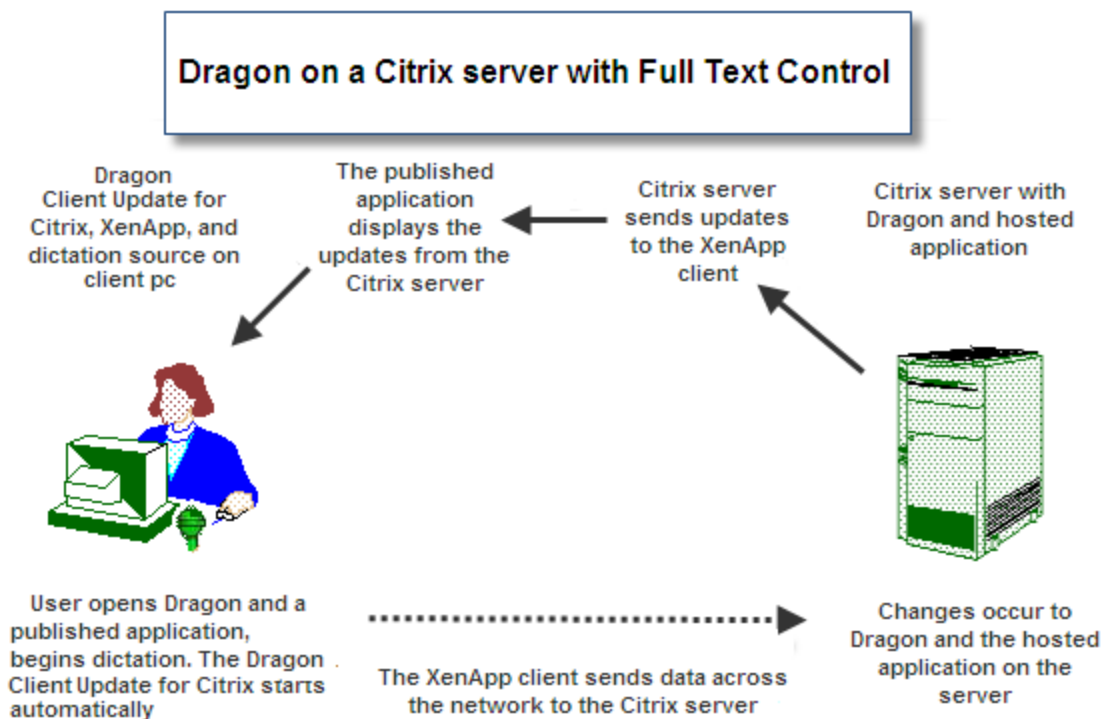 Dragon on a Citrix server with Full Text Control
Dragon
Client Update for
Citrix, XenApp, and
dictation source on
client pc
The published
application
displays the
updates from the
Citrix server
Citrix server
sends updates
to the XenApp
client
Citrix server with
Dragon and hosted
application
User opens Dragon and a
published application,
begins dictation. The Dragon
Client Update for Citrix starts
automatically
The XenApp client sends data across
the network to the Citrix server
Changes occur to
Dragon and the hosted
application on the
server